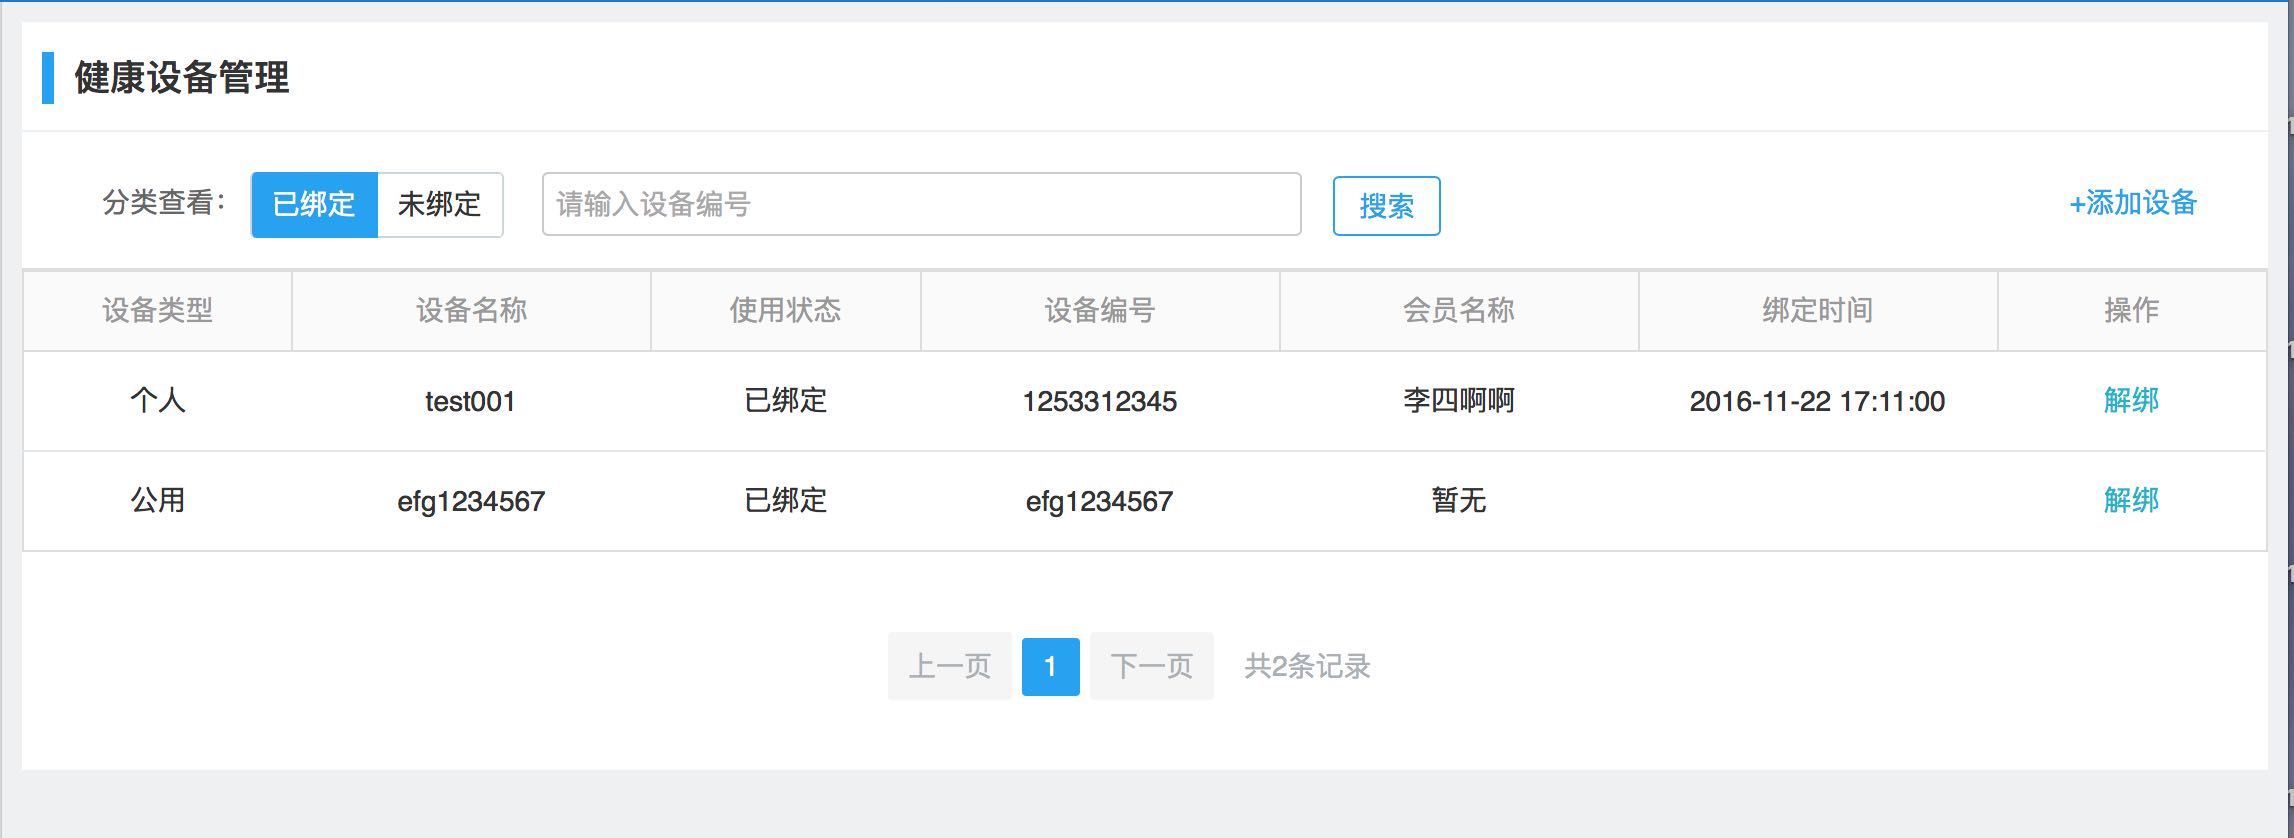 健康设备管理
分类查看： 已绑定 未绑定 请输入设备编号 搜索 +添加设备
设备类型 设备名称 使用状态 设备编号 会员名称 绑定时间 操作
个人 test001 已绑定 1253312345 李四啊啊 2016-11-22 17:11:00 解绑
公用 efg1234567 已绑定 efg1234567 暂无 解绑
上一页 1 下一页 共2条记录